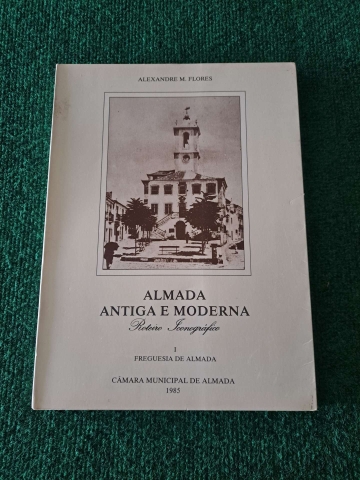 ALEXANDRE M. FLORES
ALMADA
ANTIGA E MODERNA
Roteiro Iconográfico
I
FREGUESIA DE ALMADA
CÂMARA MUNICIPAL DE ALMADA
1985